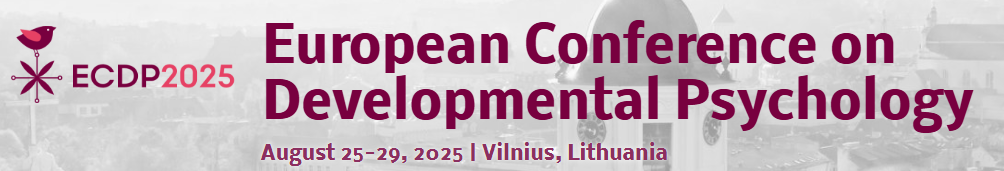 ECDP2025
European Conference on
Developmental Psychology
August 25-29, 2025 | Vilnius, Lithuania